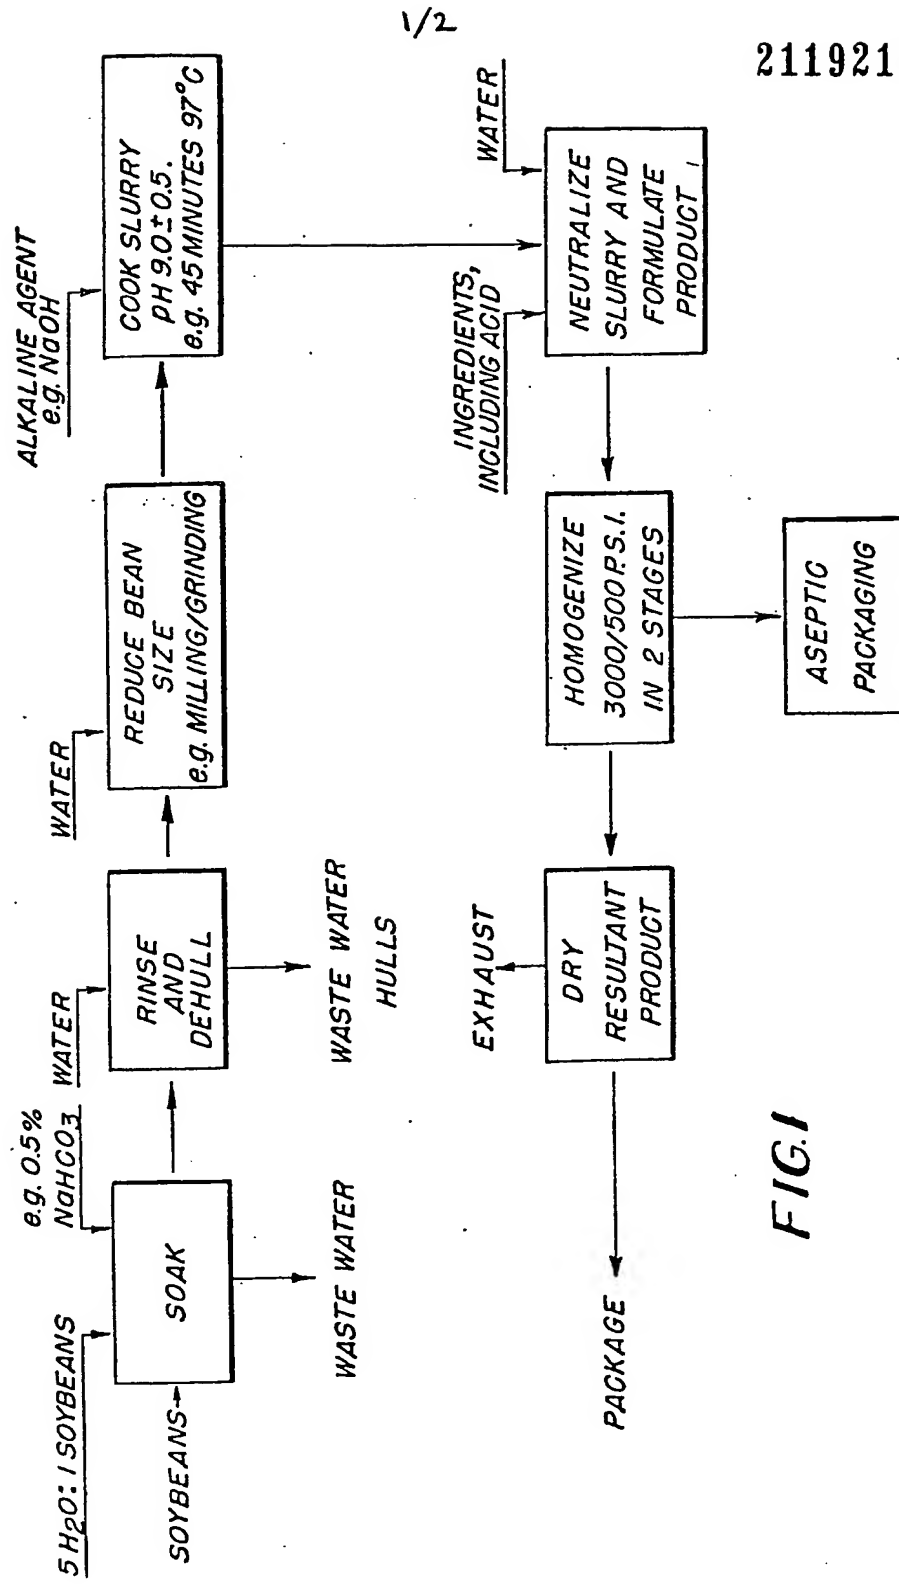 1/2
211921
5 H2O: 1 SOYBEANS
e.g. 0.5%
NaHCO3
SOYBEANS
SOAK
WASTE WATER
WATER
RINSE
AND
DEHULL
WASTE WATER
HULLS
WATER
REDUCE BEAN
SIZE
e.g. MILLING/GRINDING
ALKALINE AGENT
e.g. NaOH
COOK SLURRY
pH 9.0±0.5.
e.g. 45 MINUTES 97°C
WATER
INGREDIENTS,
INCLUDING ACID
NEUTRALIZE
SLURRY AND
FORMULATE
PRODUCT
HOMOGENIZE
3000/500 P.S.I.
IN 2 STAGES
ASEPTIC
PACKAGING
EXHAUST
DRY
RESULTANT
PRODUCT
PACKAGE
FIG.1